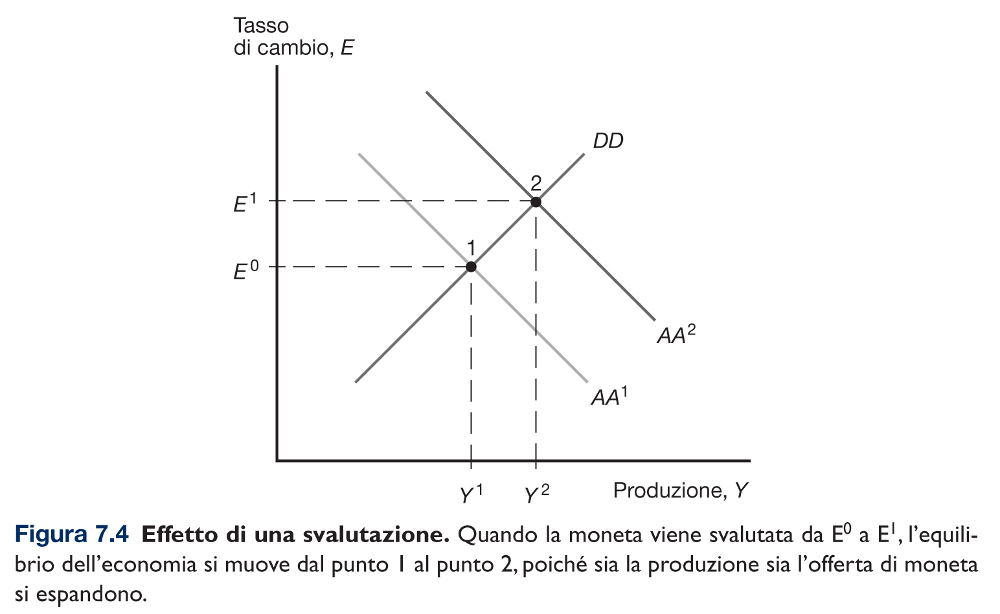 Tasso
di cambio, E
DD
2
E¹
1
E⁰
AA²
AA¹
Y¹ Y² Produzione, Y
Figura 7.4 Effetto di una svalutazione. Quando la moneta viene svalutata da E⁰ a E¹, l’equili-
brio dell’economia si muove dal punto 1 al punto 2, poiché sia la produzione sia l’offerta di moneta
si espandono.